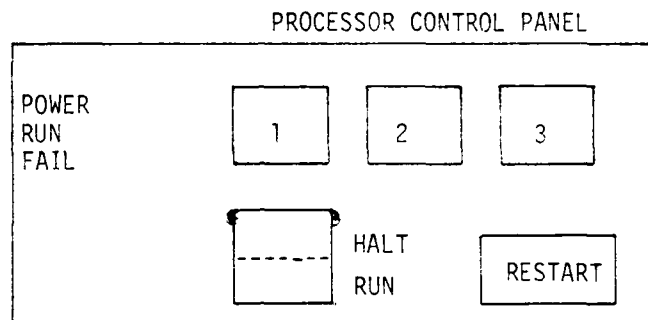 PROCESSOR CONTROL PANEL
POWER
RUN
FAIL
1 2 3
HALT
RUN
RESTART